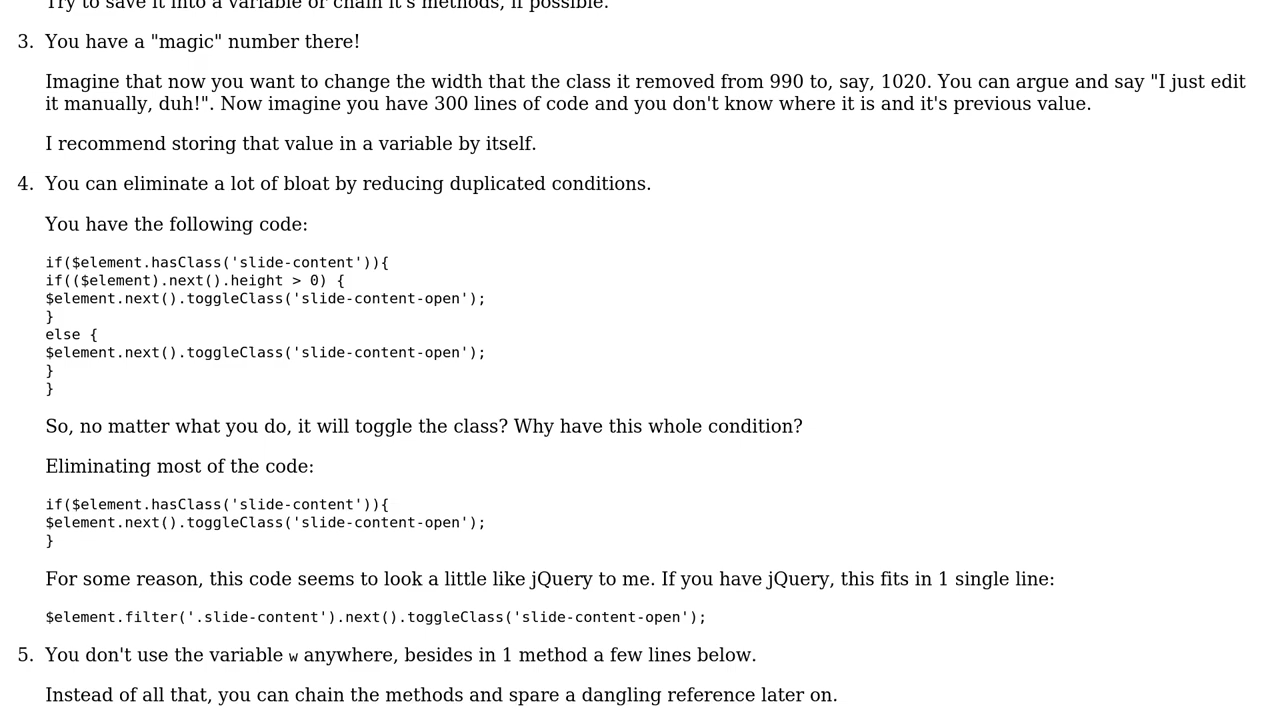 Try to save it into a variable or chain it's methods, if possible.
3. You have a "magic" number there!
Imagine that now you want to change the width that the class it removed from 990 to, say, 1020. You can argue and say "I just edit
it manually, duh!". Now imagine you have 300 lines of code and you don't know where it is and it's previous value.
I recommend storing that value in a variable by itself.
4. You can eliminate a lot of bloat by reducing duplicated conditions.
You have the following code:
if($element.hasClass('slide-content')){
if(($element).next().height > 0) {
$element.next().toggleClass('slide-content-open');
}
else {
$element.next().toggleClass('slide-content-open');
}
}
So, no matter what you do, it will toggle the class? Why have this whole condition?
Eliminating most of the code:
if($element.hasClass('slide-content')){
$element.next().toggleClass('slide-content-open');
}
For some reason, this code seems to look a little like jQuery to me. If you have jQuery, this fits in 1 single line:
$element.filter('.slide-content').next().toggleClass('slide-content-open');
5. You don't use the variable w anywhere, besides in 1 method a few lines below.
Instead of all that, you can chain the methods and spare a dangling reference later on.